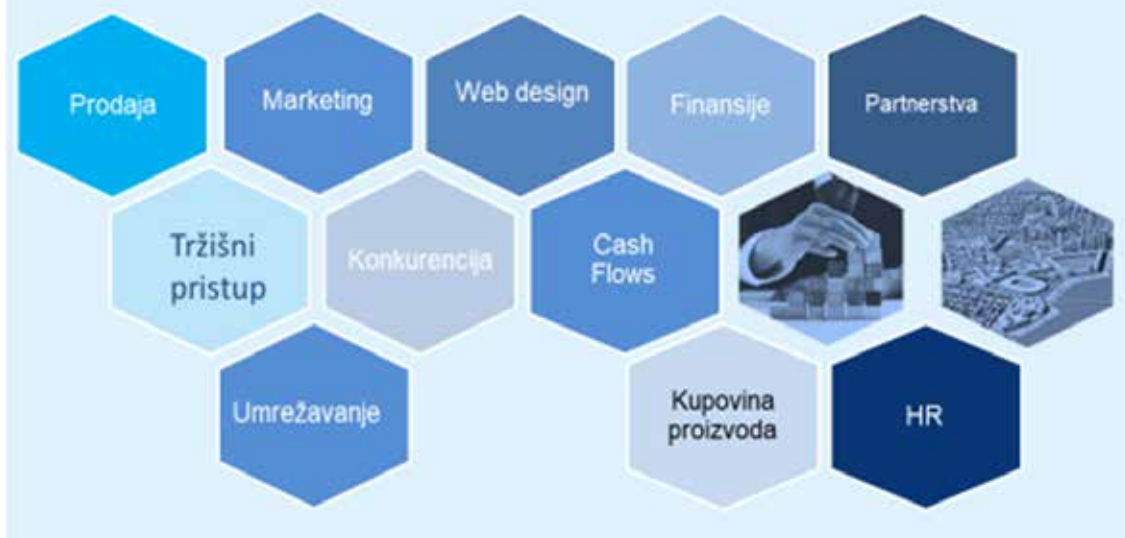 Prodaja
Marketing
Web design
Finansije
Partnerstva
Tržišni
pristup
Konkurencija
Cash
Flows
Umrežavanje
Kupovina
proizvoda
HR